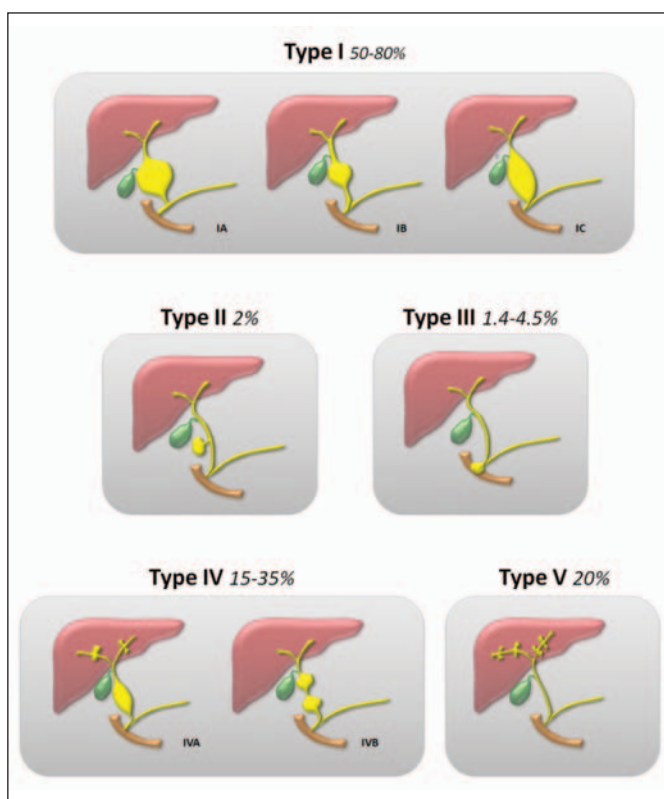 Type I 50-80%
IA
IB
IC
Type II 2%
Type III 1.4-4.5%
Type IV 15-35%
Type V 20%
IVA
IVB